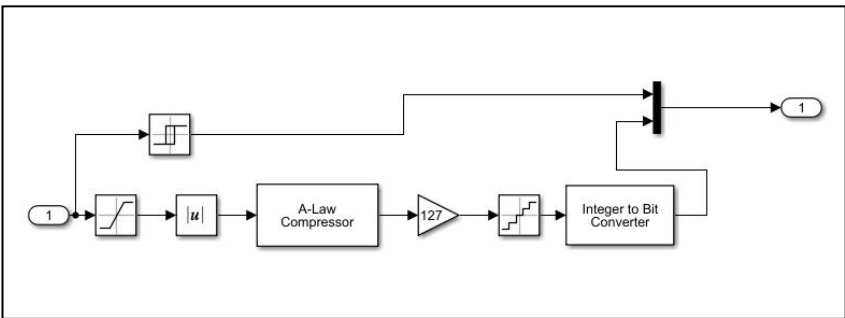 1
1
|u|
A-Law
Compressor
127
Integer to Bit
Converter